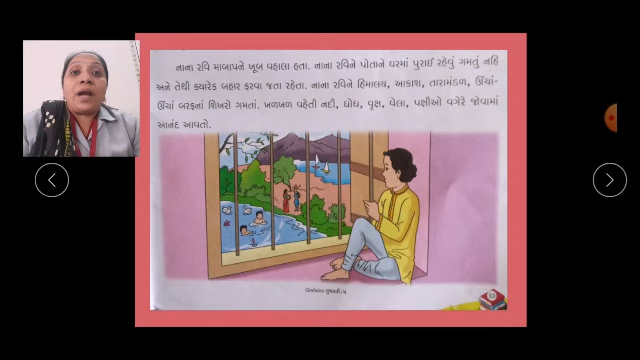 નાના રવિ માબાપને ખૂબ વહાલા હતા. નાના રવિને પોતાને ઘરમાં પુરાઈ રહેવું ગમતું નહિ
અને તેથી ક્યારેક બહાર ફરવા જતા રહેતા. નાના રવિને હિમાલય, આકાશ, તારામંડળ, ઊંચાં-
ઊંચાં બરફનાં શિખરો ગમતાં. ખળખળ વહેતી નદી, ધોધ, વૃક્ષ, વેલા, પક્ષીઓ વગેરે જોવામાં
આનંદ આવતો.